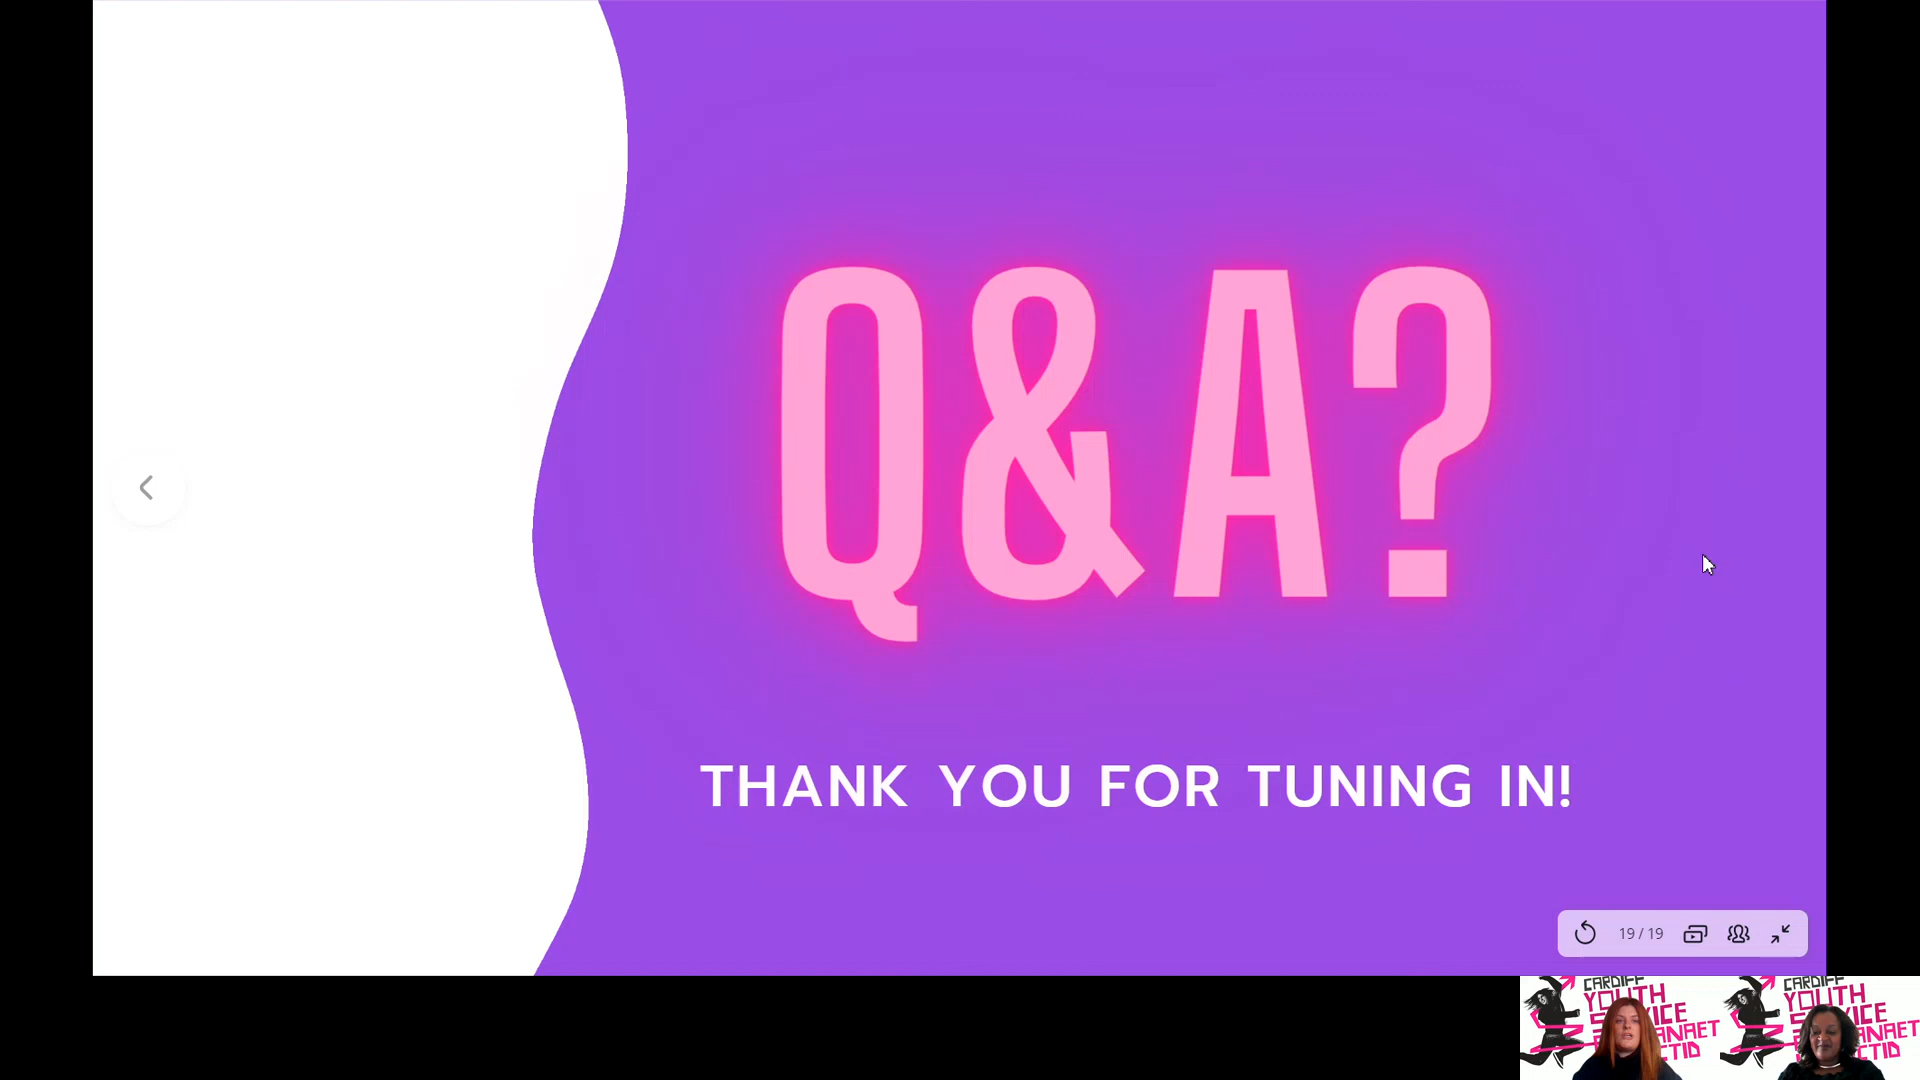 Q&A?
THANK YOU FOR TUNING IN!
19 / 19
CARDIFF
YOUTH
CARDIFF
YOUTH